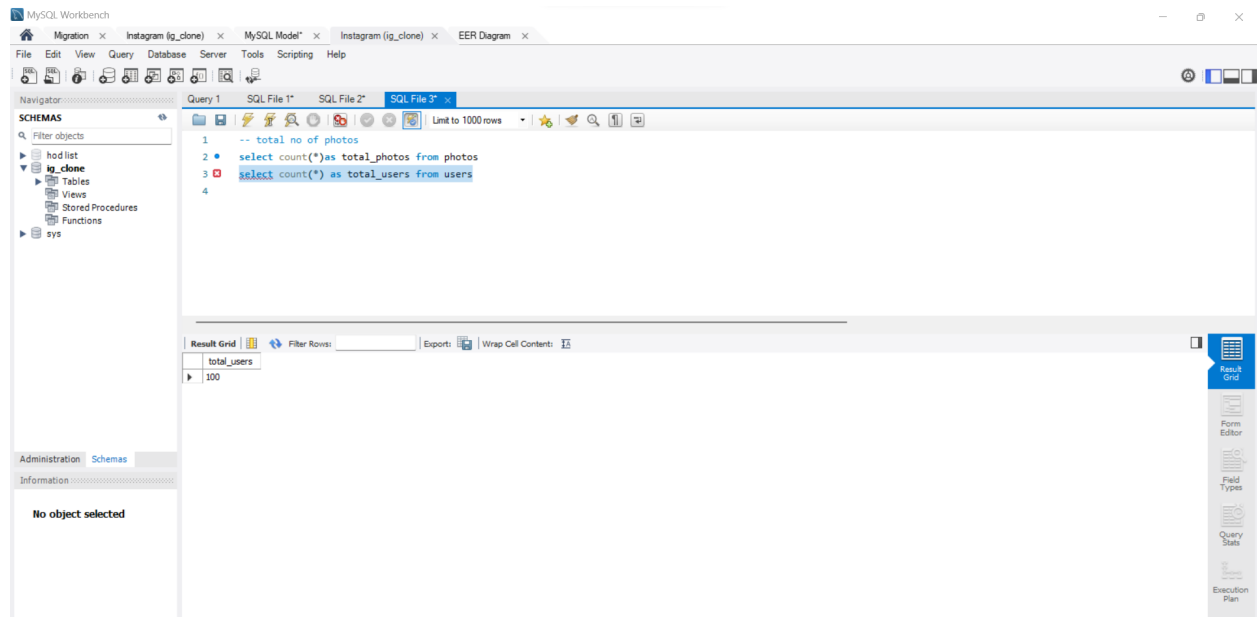 MySQL Workbench
Migration × Instagram (ig_clone) × MySQL Model* × Instagram (ig_clone) × EER Diagram ×
File Edit View Query Database Server Tools Scripting Help
Navigator
SCHEMAS
Filter objects
hod list
ig_clone
Tables
Views
Stored Procedures
Functions
sys
Administration Schemas
Information
No object selected
Query 1 SQL File 1* SQL File 2* SQL File 3* ×
Limit to 1000 rows
1 -- total no of photos
2 select count(*)as total_photos from photos
3 select count(*) as total_users from users
4
Result Grid Filter Rows: Export: Wrap Cell Content:
total_users
100
Result
Grid
Form
Editor
Field
Types
Query
Stats
Execution
Plan